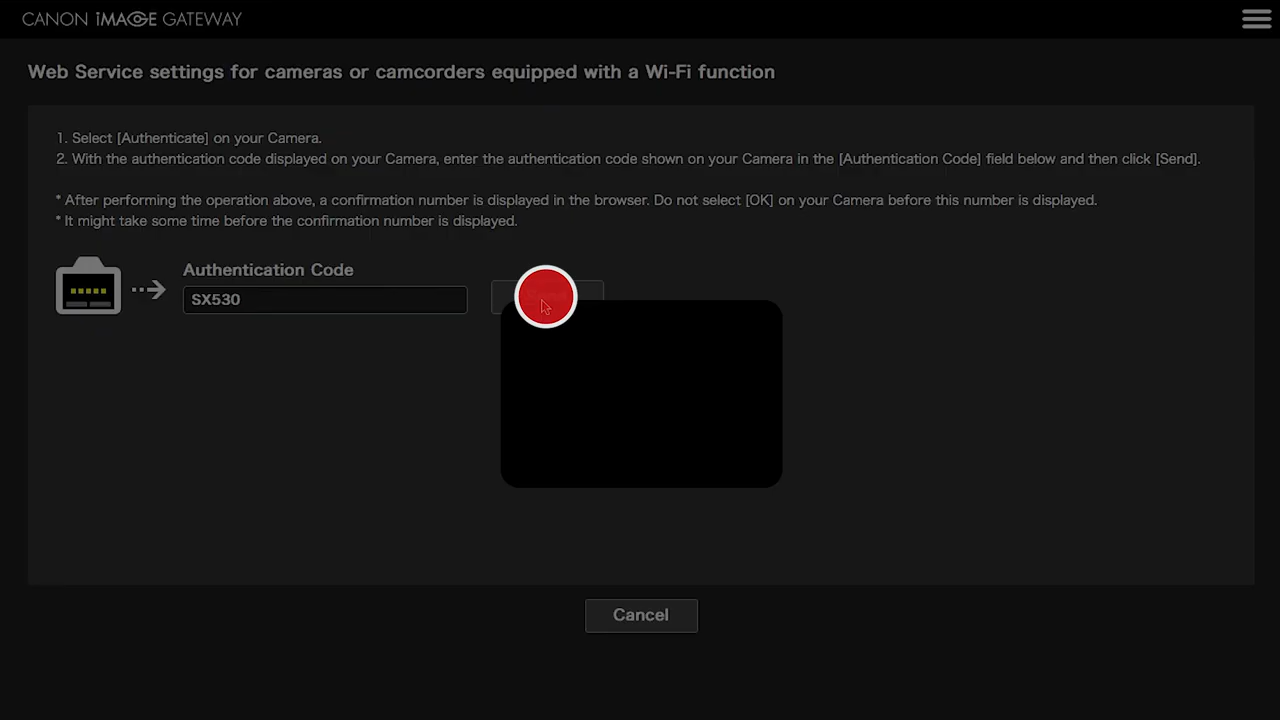 CANON iMAGE GATEWAY
Web Service settings for cameras or camcorders equipped with a Wi-Fi function
1. Select [Authenticate] on your Camera.
2. With the authentication code displayed on your Camera, enter the authentication code shown on your Camera in the [Authentication Code] field below and then click [Send].
* After performing the operation above, a confirmation number is displayed in the browser. Do not select [OK] on your Camera before this number is displayed.
* It might take some time before the confirmation number is displayed.
Authentication Code
SX530
Cancel